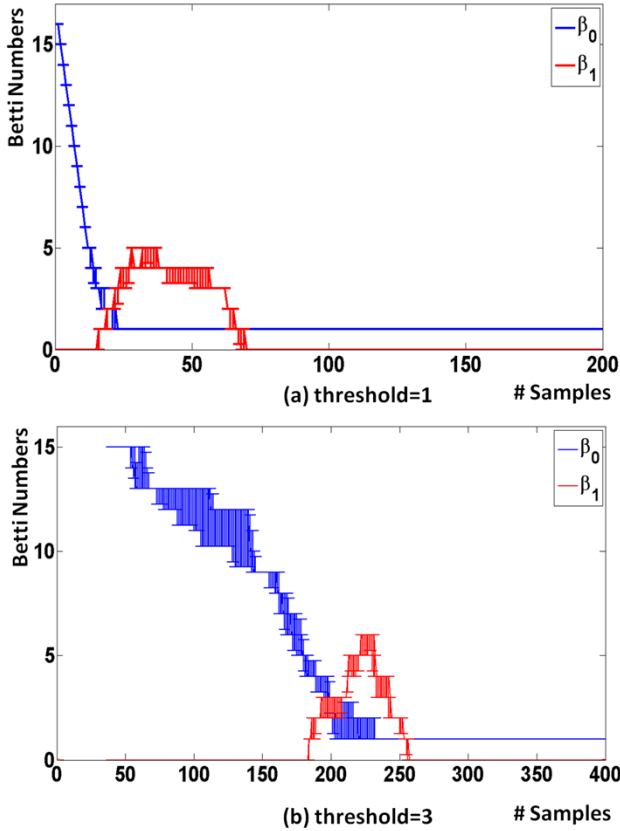 Betti Numbers
15
10
5
0
β0
β1
0
50
100
150
200
(a) threshold=1
# Samples
Betti Numbers
15
10
5
0
β0
β1
0
50
100
150
200
250
300
350
400
(b) threshold=3
# Samples